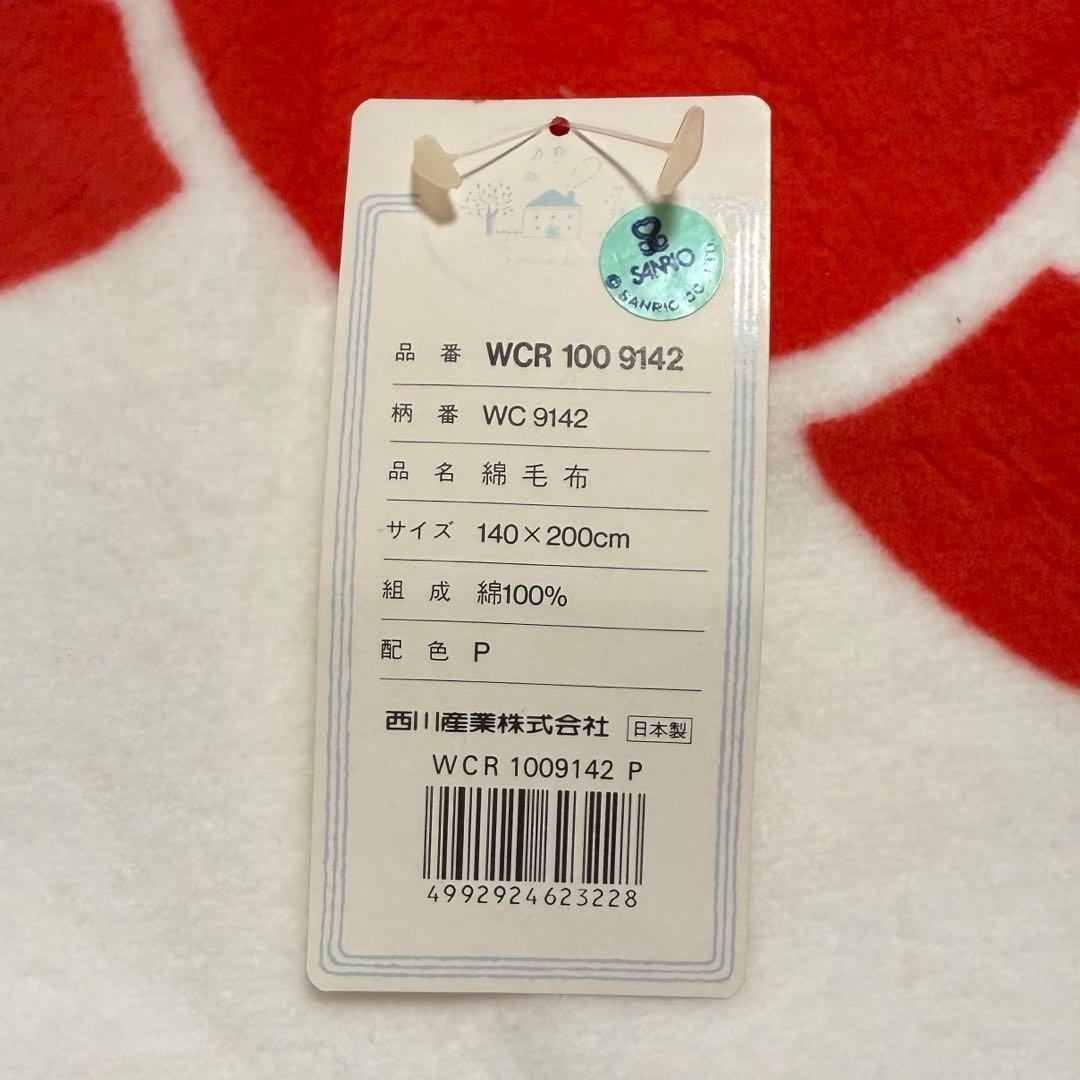 SANRIO
© SANRIO CO., LTD.
品番 WCR 100 9142
柄番 WC 9142
品名 綿毛布
サイズ 140×200cm
組成 綿100%
配色 P
西川産業株式会社 日本製
WCR 1009142 P
4992924623228